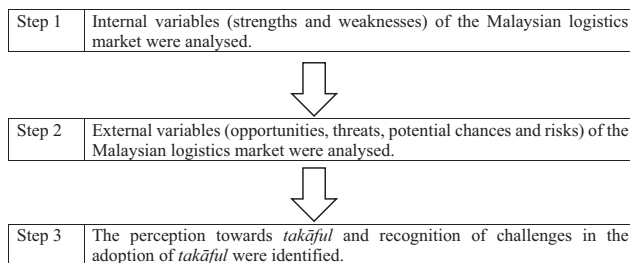 Step 1 Internal variables (strengths and weaknesses) of the Malaysian logistics
market were analysed.
Step 2 External variables (opportunities, threats, potential chances and risks) of the
Malaysian logistics market were analysed.
Step 3 The perception towards takāful and recognition of challenges in the
adoption of takāful were identified.